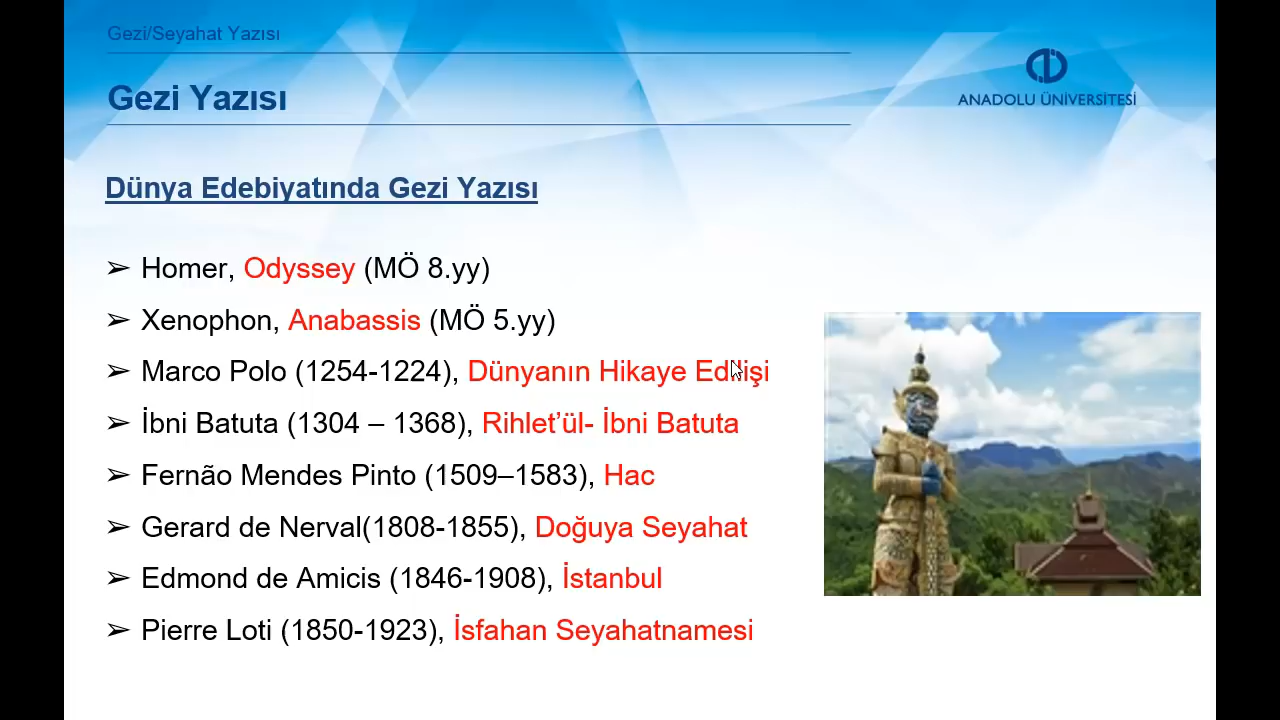 Gezi/Seyahat Yazısı
Gezi Yazısı
ANADOLU ÜNİVERSİTESİ
Dünya Edebiyatında Gezi Yazısı
➢ Homer, Odyssey (MÖ 8.yy)
➢ Xenophon, Anabassis (MÖ 5.yy)
➢ Marco Polo (1254-1224), Dünyanın Hikaye Edilişi
➢ İbni Batuta (1304 – 1368), Rihlet’ül- İbni Batuta
➢ Fernão Mendes Pinto (1509–1583), Hac
➢ Gerard de Nerval(1808-1855), Doğuya Seyahat
➢ Edmond de Amicis (1846-1908), İstanbul
➢ Pierre Loti (1850-1923), İsfahan Seyahatnamesi